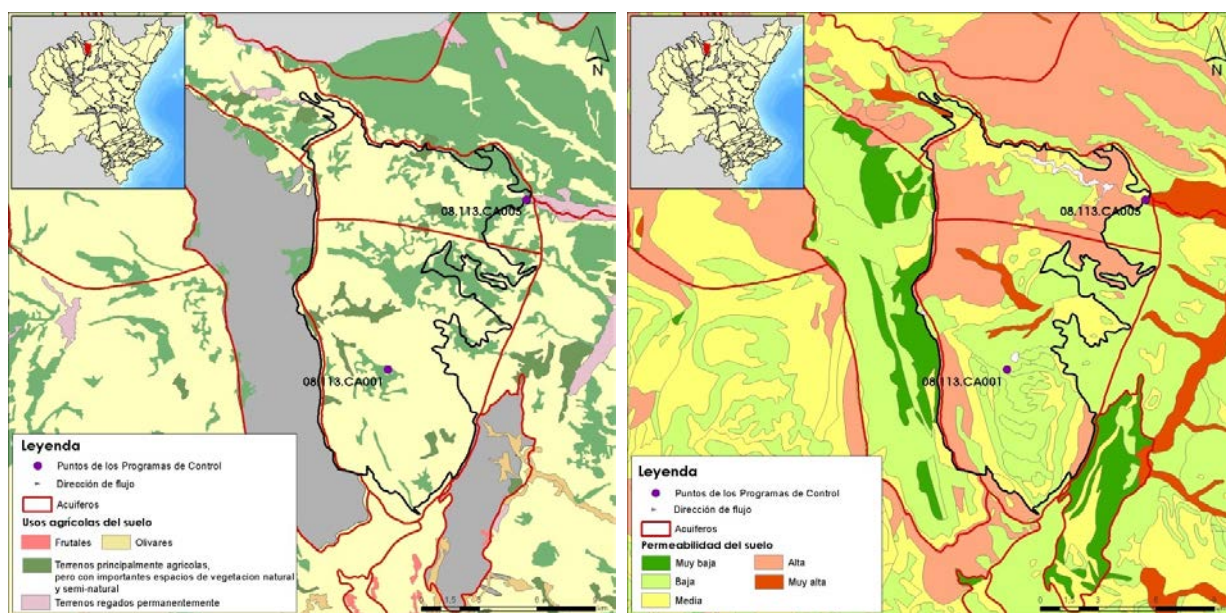 N
08.113.CA005
08.113.CA001
Leyenda
Puntos de los Programas de Control
Dirección de flujo
Acuiferos
Usos agrícolas del suelo
Frutales
Olivares
Terrenos principalmente agrícolas,
pero con importantes espacios de vegetacion natural
y semi-natural
Terrenos regados permanentemente
N
08.113.CA005
08.113.CA001
Leyenda
Puntos de los Programas de Control
Dirección de flujo
Acuiferos
Permeabilidad del suelo
Muy baja
Alta
Baja
Muy alta
Media